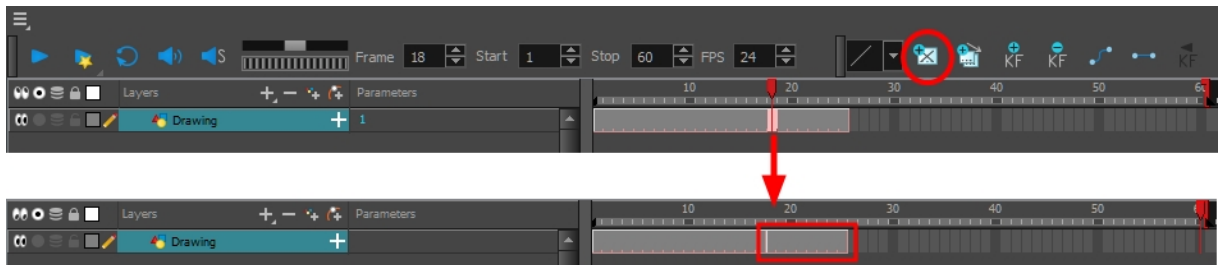 S Frame 18 Start 1 Stop 60 FPS 24 KF KF KF
Layers Parameters 10 20 30 40 50 60
Drawing 1
Layers Parameters 10 20 30 40 50
Drawing